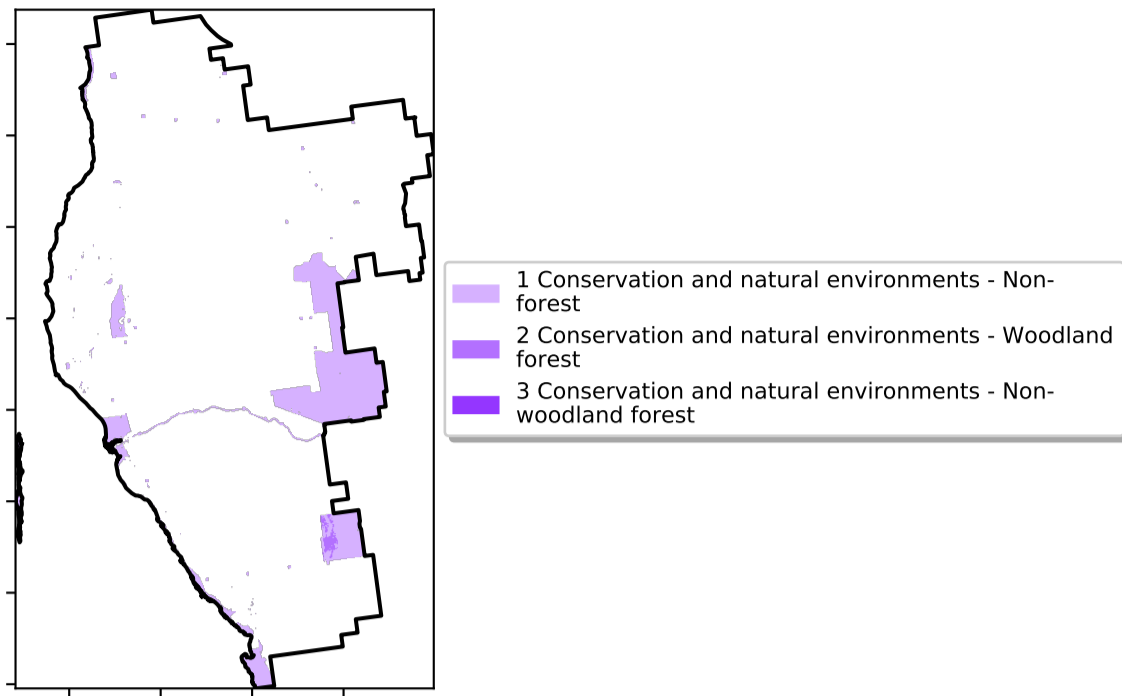 1 Conservation and natural environments - Non-
forest
2 Conservation and natural environments - Woodland
forest
3 Conservation and natural environments - Non-
woodland forest